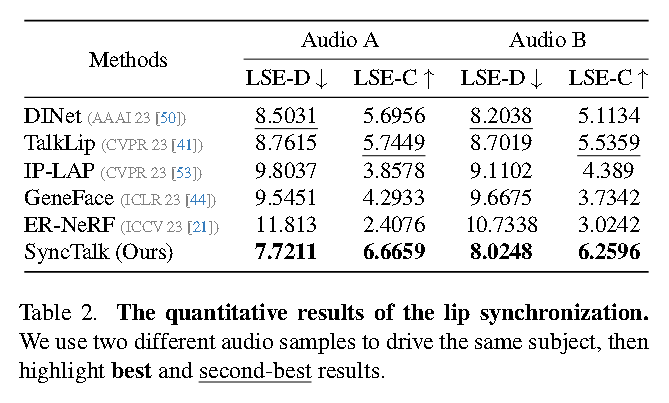 Methods Audio A Audio B
LSE-D ↓ LSE-C ↑ LSE-D ↓ LSE-C ↑
DINet (AAAI 23 [50]) 8.5031 5.6956 8.2038 5.1134
TalkLip (CVPR 23 [41]) 8.7615 5.7449 8.7019 5.5359
IP-LAP (CVPR 23 [53]) 9.8037 3.8578 9.1102 4.389
GeneFace (ICLR 23 [44]) 9.5451 4.2933 9.6675 3.7342
ER-NeRF (ICCV 23 [21]) 11.813 2.4076 10.7338 3.0242
SyncTalk (Ours) 7.7211 6.6659 8.0248 6.2596
Table 2. The quantitative results of the lip synchronization.
We use two different audio samples to drive the same subject, then
highlight best and second-best results.